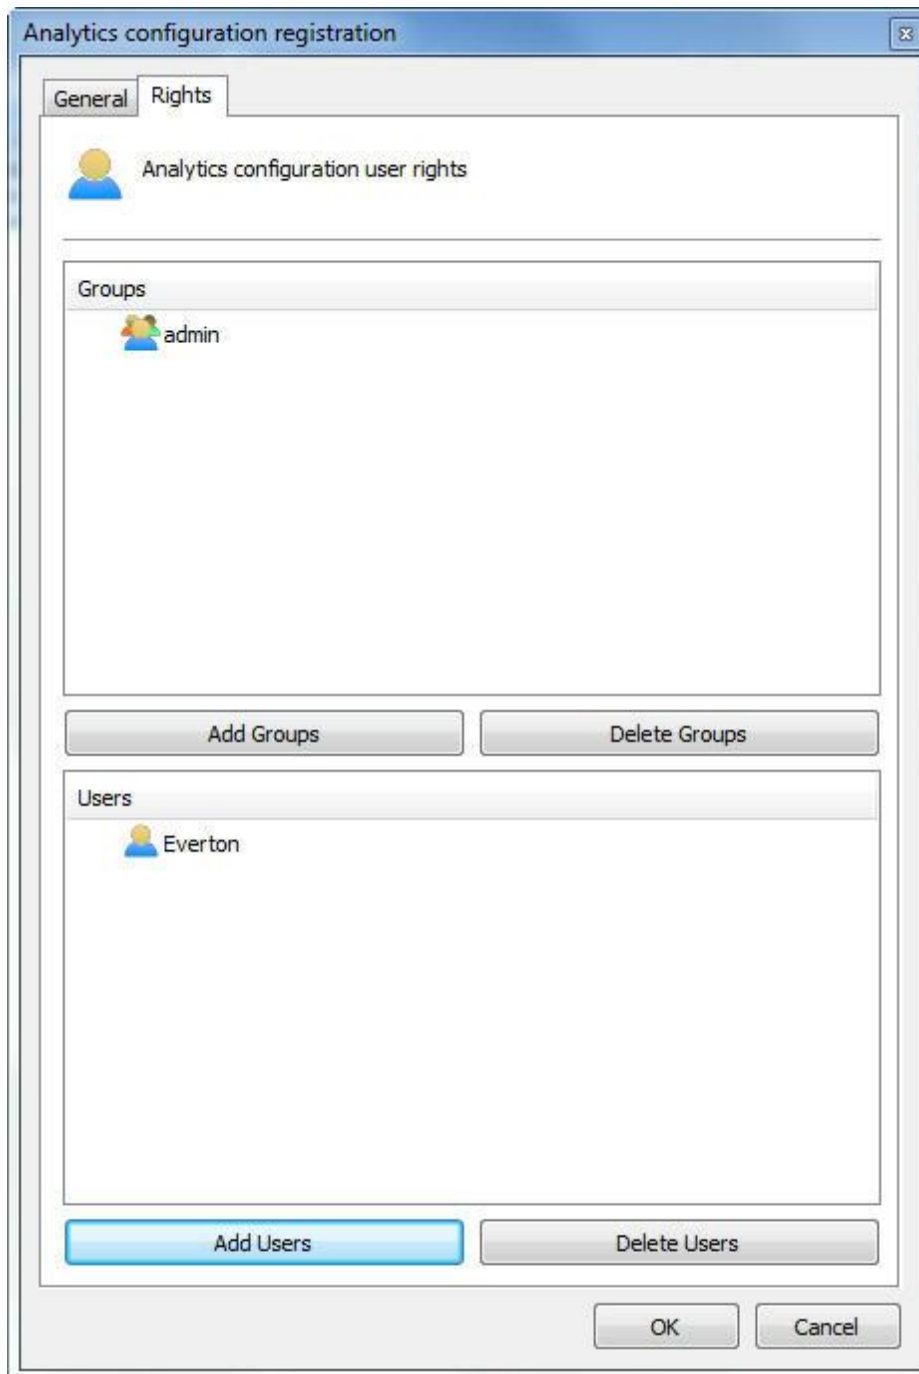 Analytics configuration registration
General Rights
Analytics configuration user rights
Groups
admin
Add Groups Delete Groups
Users
Everton
Add Users Delete Users
OK Cancel